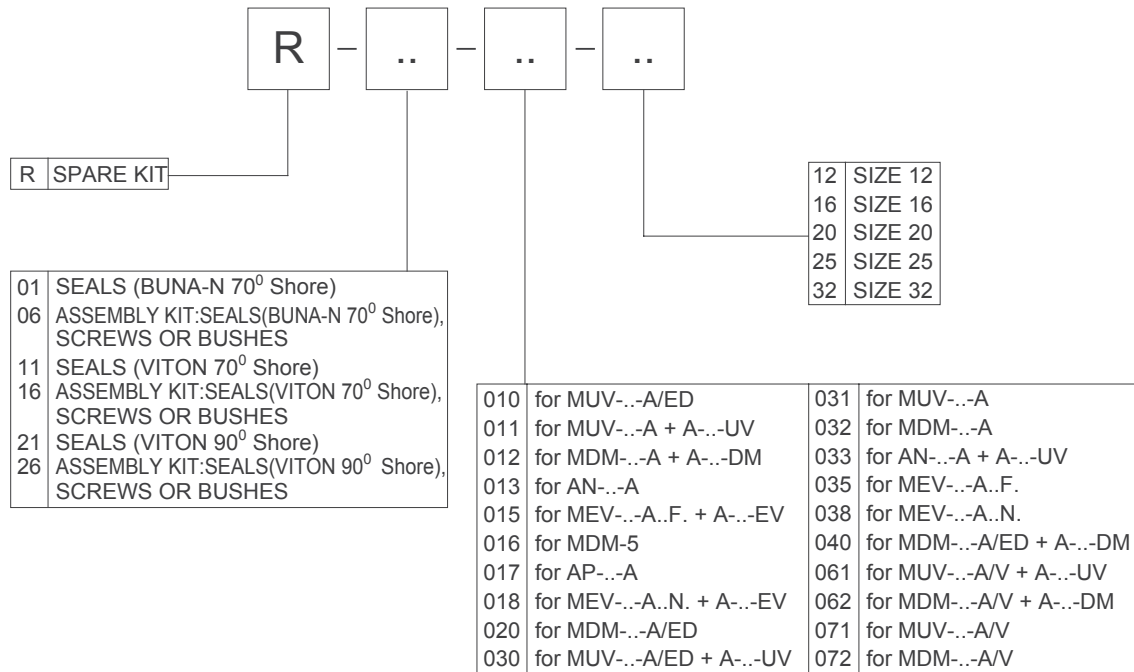 R – .. – .. – ..
R SPARE KIT
12 SIZE 12
16 SIZE 16
20 SIZE 20
25 SIZE 25
32 SIZE 32
01 SEALS (BUNA-N 70⁰ Shore)
06 ASSEMBLY KIT:SEALS(BUNA-N 70⁰ Shore),
SCREWS OR BUSHES
11 SEALS (VITON 70⁰ Shore)
16 ASSEMBLY KIT:SEALS(VITON 70⁰ Shore),
SCREWS OR BUSHES
21 SEALS (VITON 90⁰ Shore)
26 ASSEMBLY KIT:SEALS(VITON 90⁰ Shore),
SCREWS OR BUSHES
010 for MUV-..-A/ED
011 for MUV-..-A + A-..-UV
012 for MDM-..-A + A-..-DM
013 for AN-..-A
015 for MEV-..-A..F. + A-..-EV
016 for MDM-5
017 for AP-..-A
018 for MEV-..-A..N. + A-..-EV
020 for MDM-..-A/ED
030 for MUV-..-A/ED + A-..-UV
031 for MUV-..-A
032 for MDM-..-A
033 for AN-..-A + A-..-UV
035 for MEV-..-A..F.
038 for MEV-..-A..N.
040 for MDM-..-A/ED + A-..-DM
061 for MUV-..-A/V + A-..-UV
062 for MDM-..-A/V + A-..-DM
071 for MUV-..-A/V
072 for MDM-..-A/V